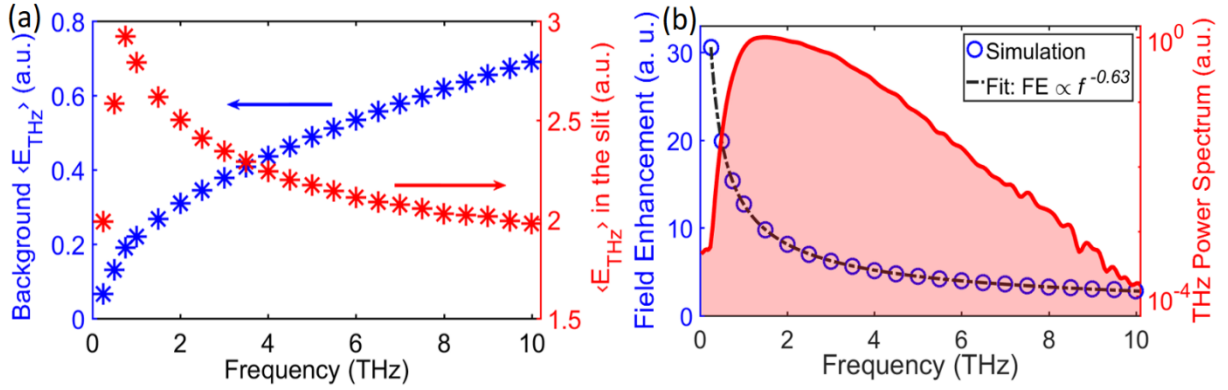 (a)
Background ⟨E_THz⟩ (a.u.)
0.8
0.6
0.4
0.2
0
3
2.5
2
1.5
⟨E_THz⟩ in the slit (a.u.)
0 2 4 6 8 10
Frequency (THz)
(b)
Field Enhancement (a. u.)
30
20
10
0
Simulation
Fit: FE ∝ f^-0.63
10^0
10^-4
THz Power Spectrum (a.u.)
0 2 4 6 8 10
Frequency (THz)